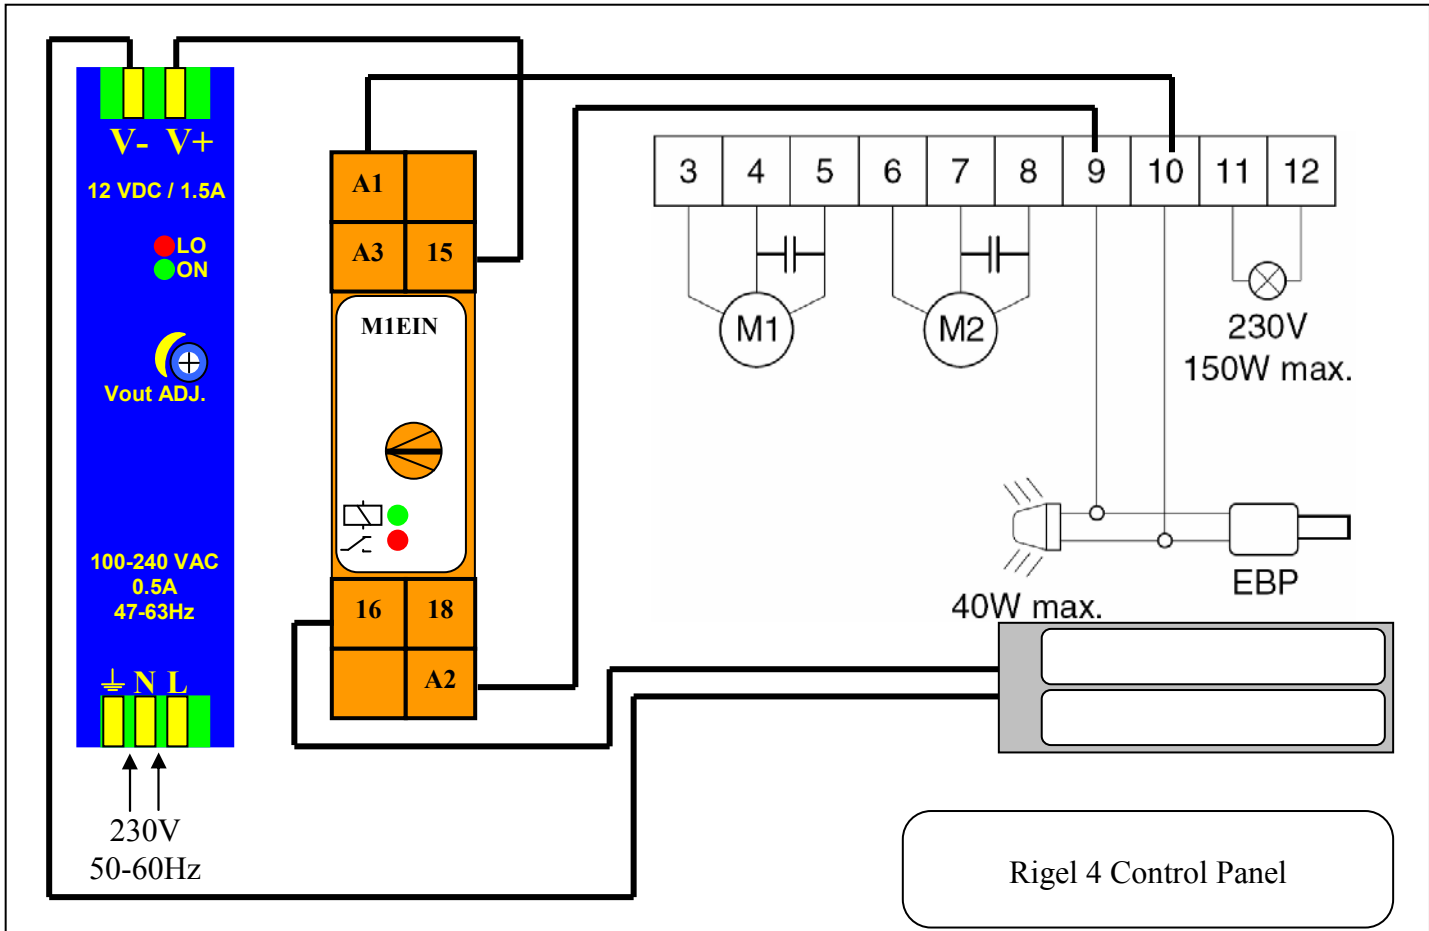 V- V+
12 VDC / 1.5A
LO
ON
Vout ADJ.
100-240 VAC
0.5A
47-63Hz
N L
230V
50-60Hz
A1
A3 15
M1EIN
16 18
A2
3 4 5 6 7 8 9 10 11 12
M1 M2
230V
150W max.
EBP
40W max.
Rigel 4 Control Panel